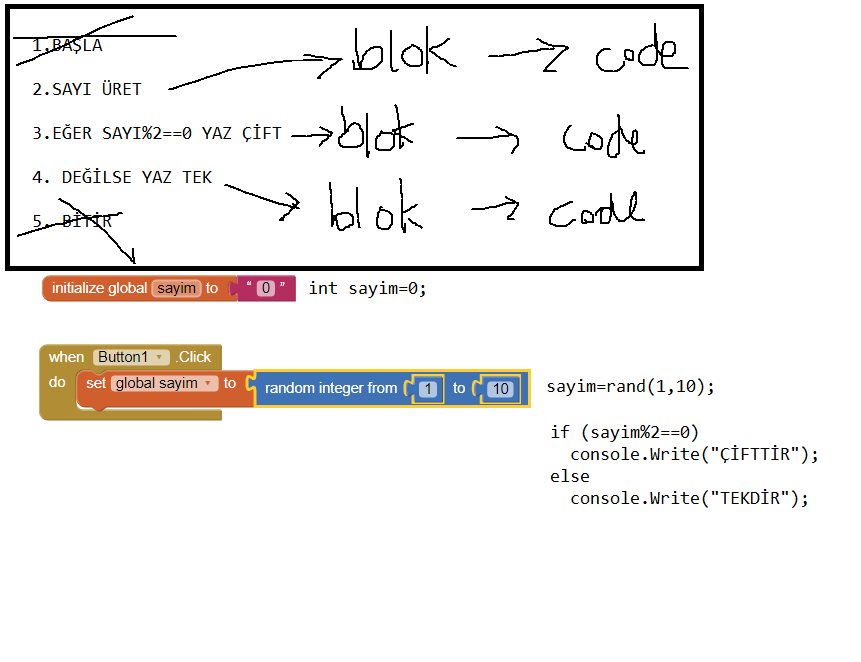 1.BAŞLA
2.SAYI ÜRET blok code
3.EĞER SAYI%2==0 YAZ ÇİFT blok code
4. DEĞİLSE YAZ TEK blok code
5. BİTİR
initialize global sayim to " 0 " int sayim=0;
when Button1 .Click
do set global sayim to random integer from 1 to 10 sayim=rand(1,10);
if (sayim%2==0)
console.Write("ÇİFTTİR");
else
console.Write("TEKDİR");